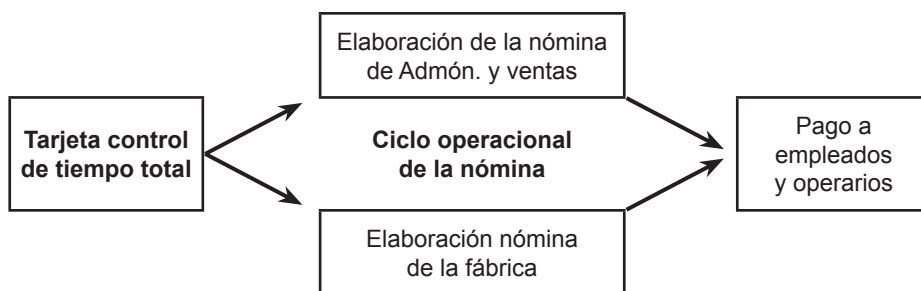 Elaboración de la nómina
de Admón. y ventas
Tarjeta control
de tiempo total
Ciclo operacional
de la nómina
Pago a
empleados
y operarios
Elaboración nómina
de la fábrica